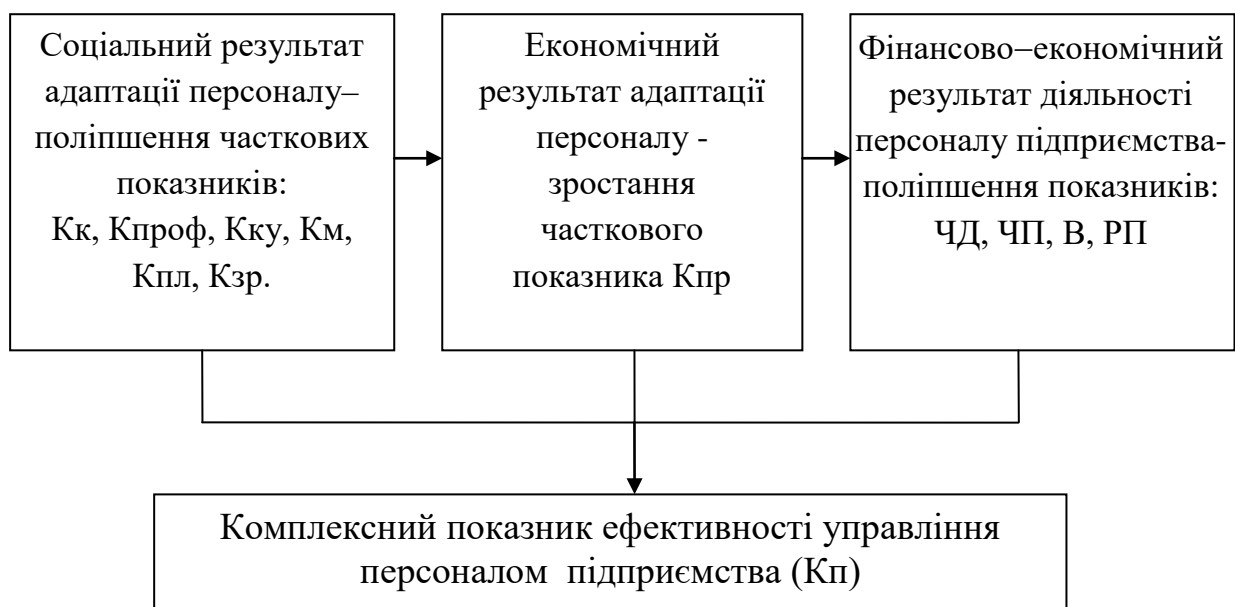 Соціальний результат
адаптації персоналу–
поліпшення часткових
показників:
Кк, Кпроф, Кку, Км,
Кпл, Кзр.
Економічний
результат адаптації
персоналу -
зростання
часткового
показника Кпр
Фінансово–економічний
результат діяльності
персоналу підприємства-
поліпшення показників:
ЧД, ЧП, В, РП
Комплексний показник ефективності управління
персоналом підприємства (Кп)